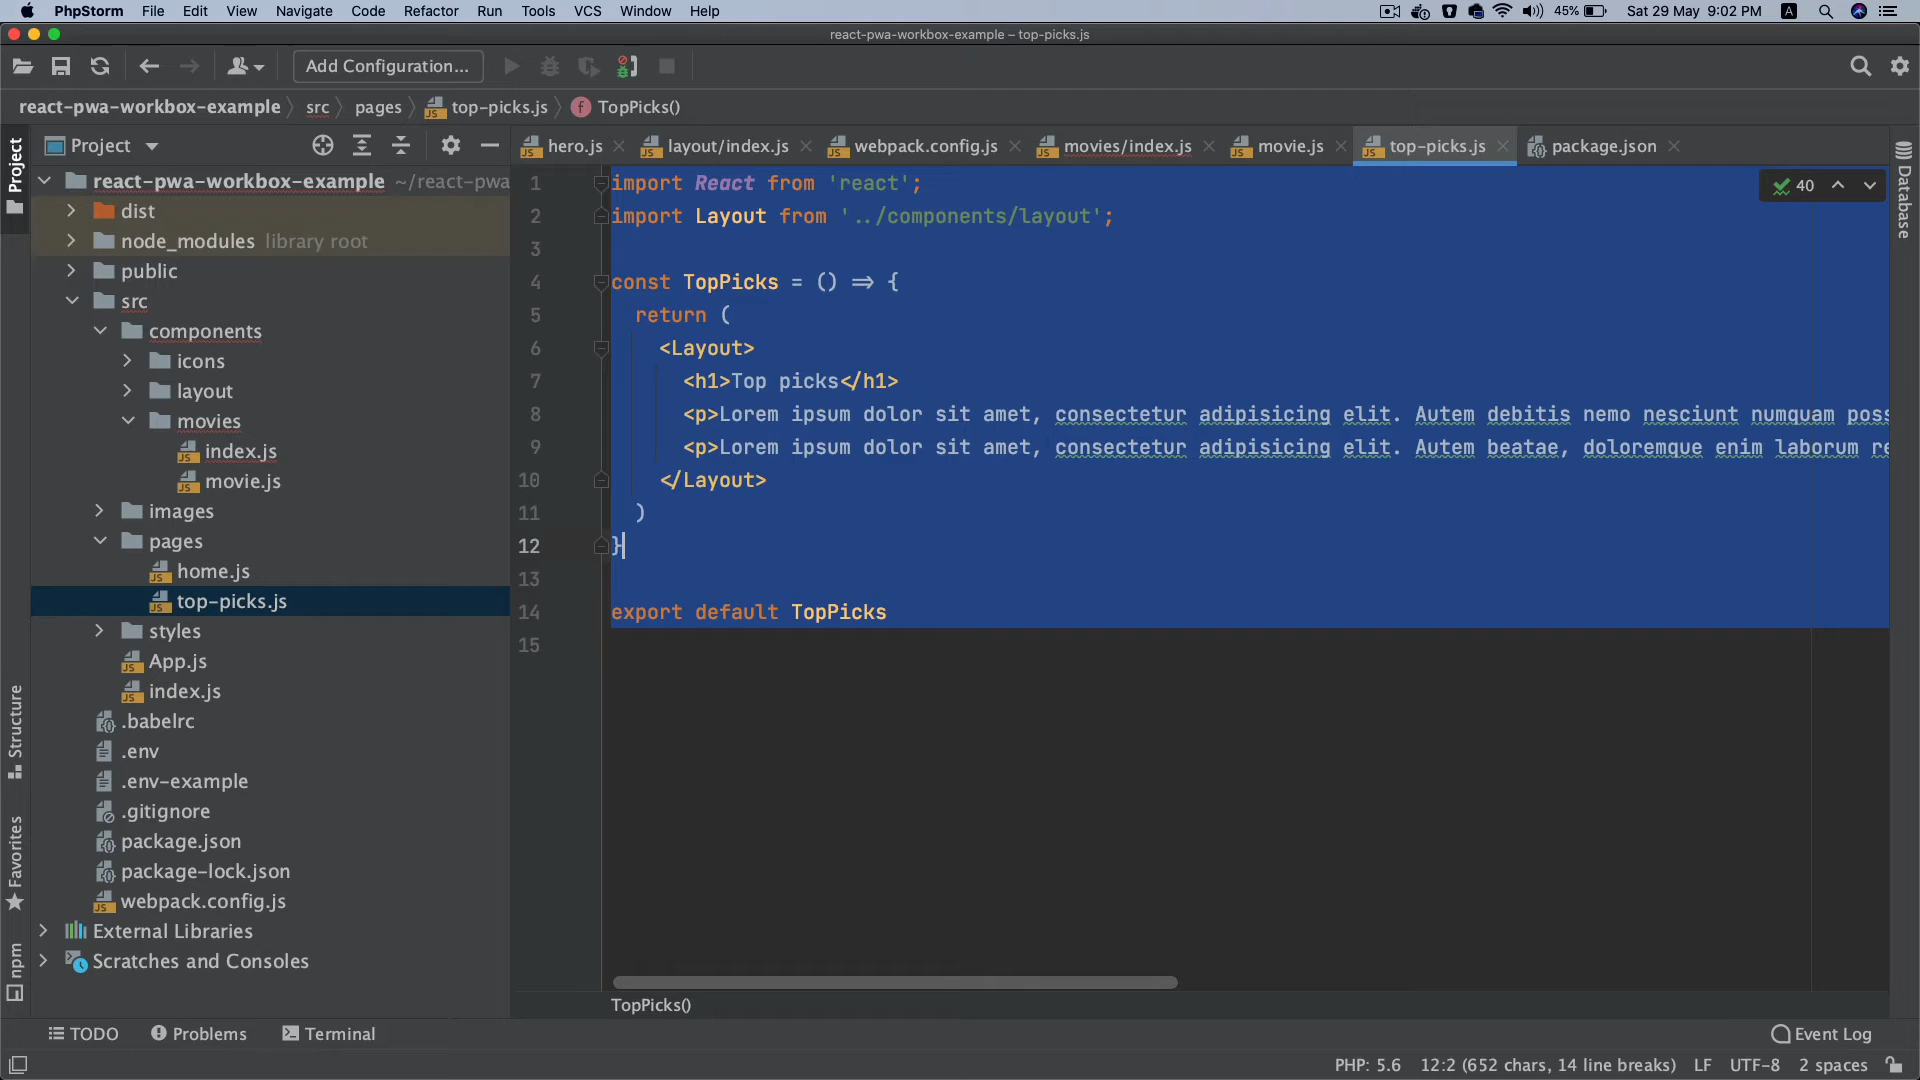 PhpStorm File Edit View Navigate Code Refactor Run Tools VCS Window Help 45% Sat 29 May 9:02 PM A
react-pwa-workbox-example – top-picks.js
Add Configuration...
react-pwa-workbox-example src pages top-picks.js f TopPicks()
Project Project hero.js layout/index.js webpack.config.js movies/index.js movie.js top-picks.js package.json Database
react-pwa-workbox-example ~/react-pwa
dist
node_modules library root
public
src
components
icons
layout
movies
index.js
movie.js
images
pages
home.js
top-picks.js
styles
App.js
index.js
.babelrc
.env
.env-example
.gitignore
package.json
package-lock.json
webpack.config.js
External Libraries
Scratches and Consoles
Structure
Favorites
npm
40
1 import React from 'react';
2 import Layout from '../components/layout';
3
4 const TopPicks = () => {
5 return (
6 <Layout>
7 <h1>Top picks</h1>
8 <p>Lorem ipsum dolor sit amet, consectetur adipisicing elit. Autem debitis nemo nesciunt numquam poss
9 <p>Lorem ipsum dolor sit amet, consectetur adipisicing elit. Autem beatae, doloremque enim laborum re
10 </Layout>
11 )
12 }
13
14 export default TopPicks
15
TopPicks()
TODO Problems Terminal Event Log
PHP: 5.6 12:2 (652 chars, 14 line breaks) LF UTF-8 2 spaces